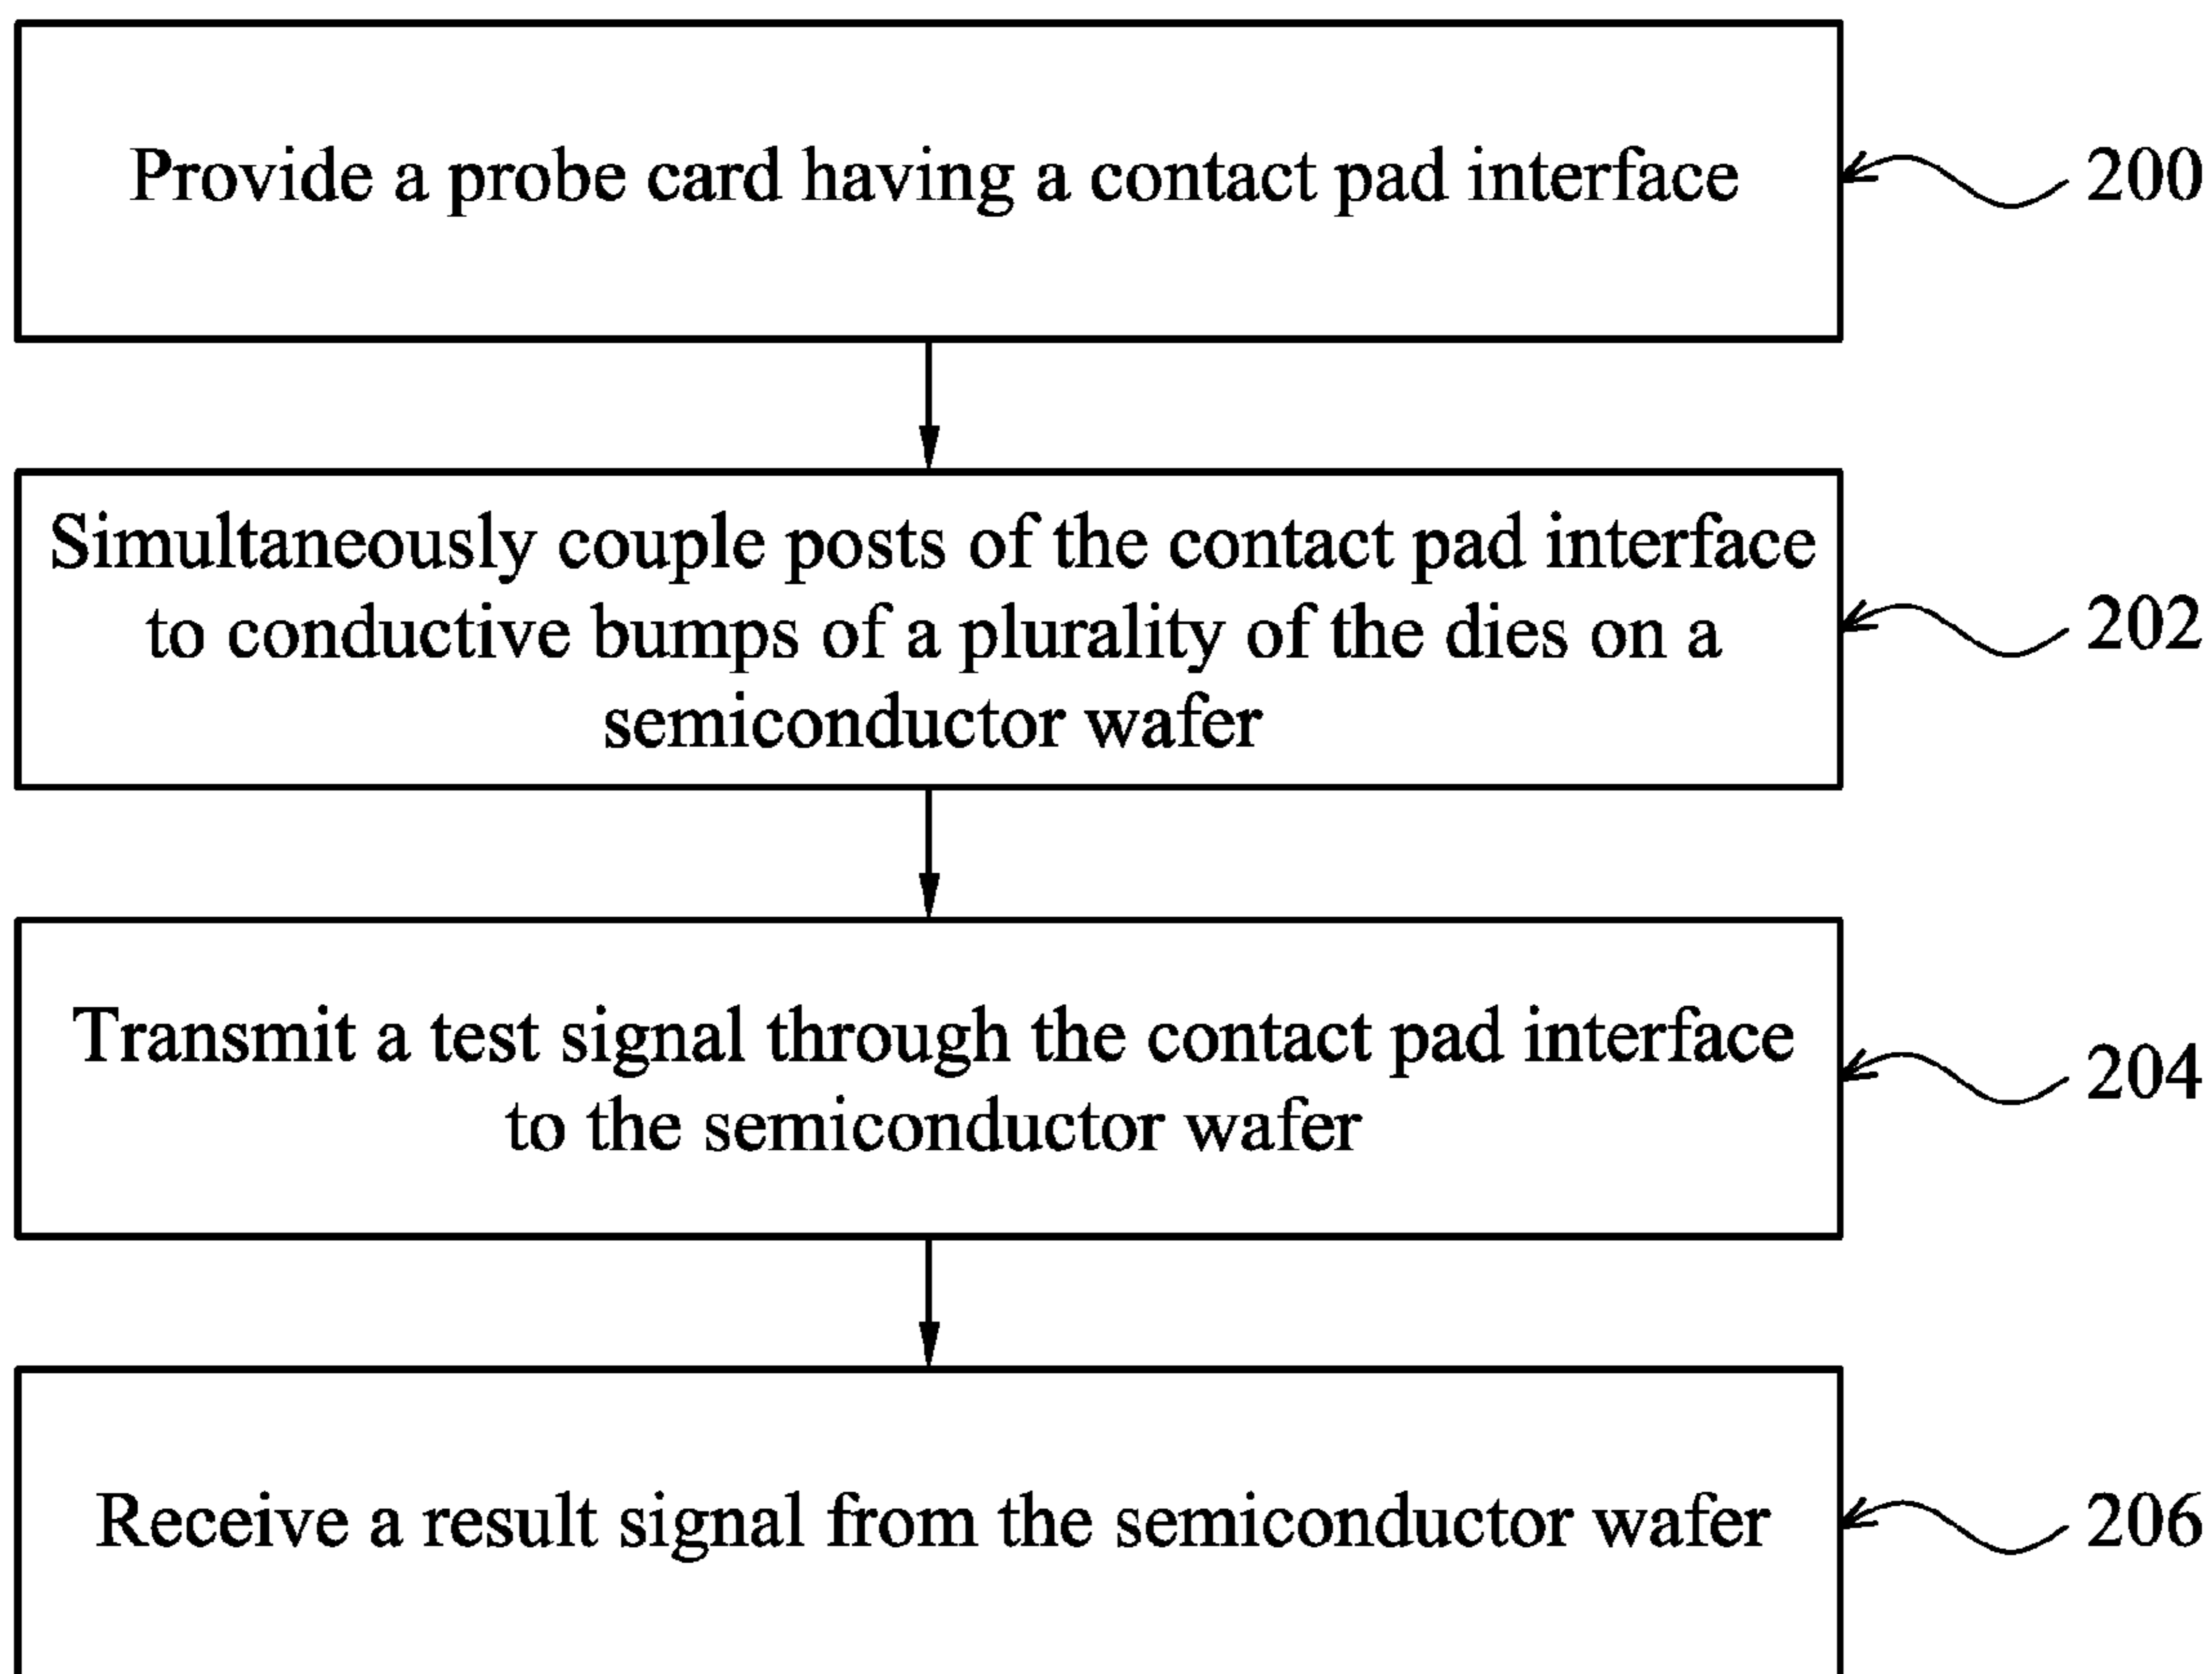 Provide a probe card having a contact pad interface
200
Simultaneously couple posts of the contact pad interface
to conductive bumps of a plurality of the dies on a
semiconductor wafer
202
Transmit a test signal through the contact pad interface
to the semiconductor wafer
204
Receive a result signal from the semiconductor wafer
206